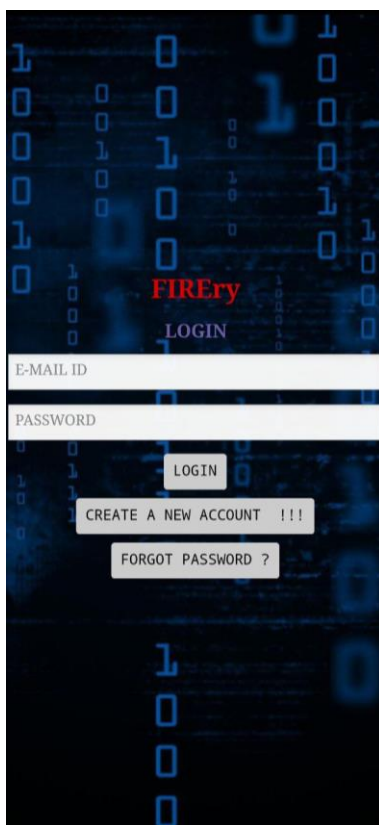 FIREry
LOGIN
E-MAIL ID
PASSWORD
LOGIN
CREATE A NEW ACCOUNT !!!
FORGOT PASSWORD ?